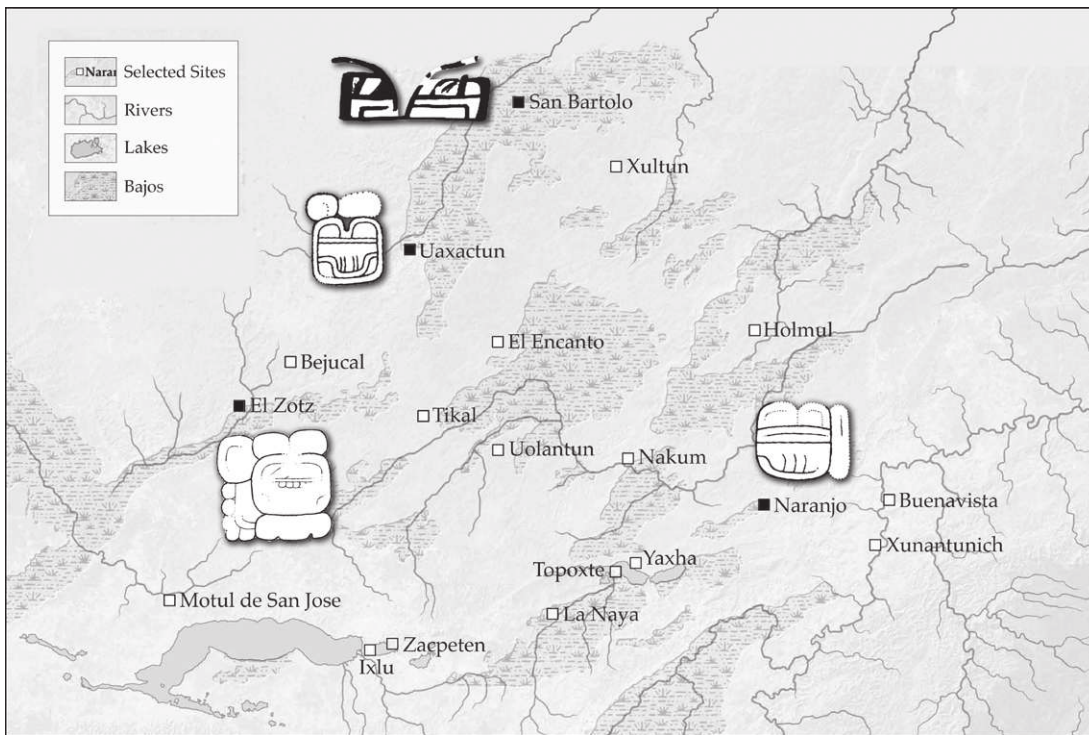 Naran
Selected Sites
Rivers
Lakes
Bajos
San Bartolo
Xultun
Uaxactun
Holmul
El Encanto
Bejucal
El Zotz
Tikal
Uolantun
Nakum
Naranjo
Buenavista
Xunantunich
Yaxha
Topoxte
Motul de San Jose
La Naya
Zacpeten
Ixlu